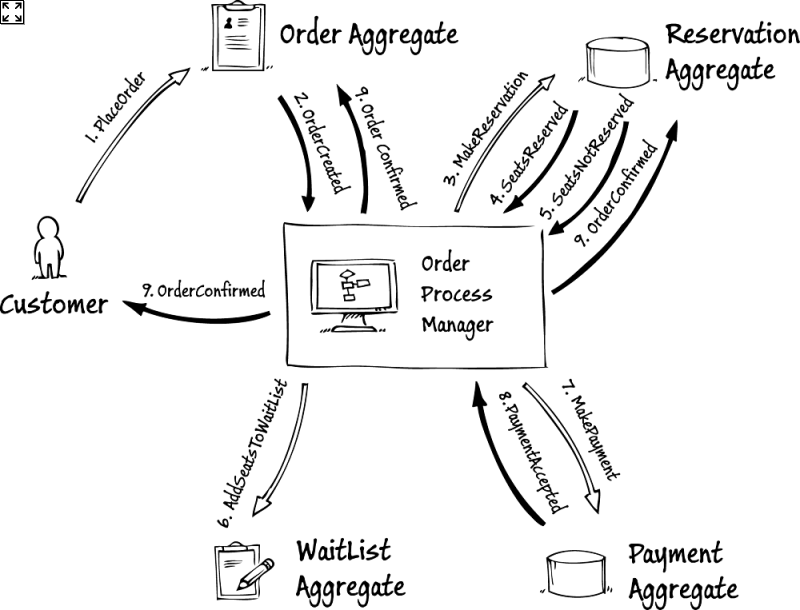 Order Aggregate
Reservation
Aggregate
1. PlaceOrder
2. OrderCreated
9. Order Confirmed
3. MakeReservation
4. SeatsReserved
5. SeatsNotReserved
9. OrderConfirmed
Customer
9. OrderConfirmed
Order
Process
Manager
6. AddSeatsToWaitList
8.PaymentAccepted
7. MakePayment
WaitList
Aggregate
Payment
Aggregate